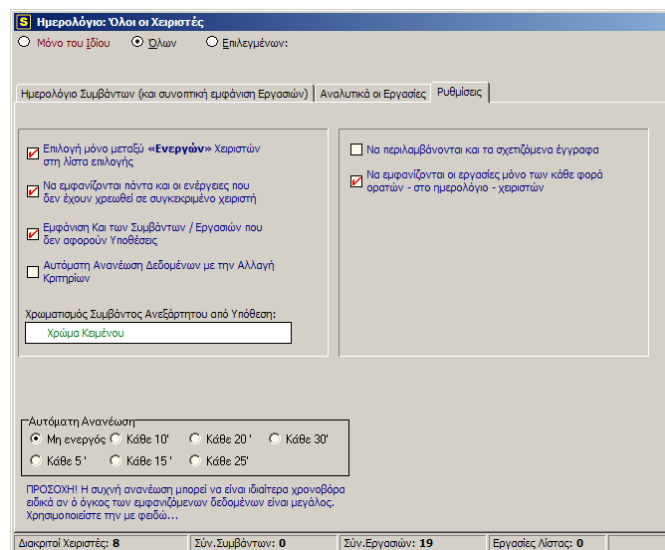 S Ημερολόγιο: Όλοι οι Χειριστές
Μόνο του Ιδίου Όλων Επιλεγμένων:
Ημερολόγιο Συμβάντων (και συνοπτική εμφάνιση Εργασιών) Αναλυτικά οι Εργασίες Ρυθμίσεις
Επιλογή μόνο μεταξύ «Ενεργών» Χειριστών
στη λίστα επιλογής
Να εμφανίζονται πάντα και οι ενέργειες που
δεν έχουν χρεωθεί σε συγκεκριμένο χειριστή
Εμφάνιση Και των Συμβάντων / Εργασιών που
δεν αφορούν Υποθέσεις
Αυτόματη Ανανέωση Δεδομένων με την Αλλαγή
Κριτηρίων
Χρωματισμός Συμβάντος Ανεξάρτητου από Υπόθεση:
Χρώμα Κειμένου
Να περιλαμβάνονται και τα σχετιζόμενα έγγραφα
Να εμφανίζονται οι εργασίες μόνο των κάθε φορά
ορατών - στο ημερολόγιο - χειριστών
Αυτόματη Ανανέωση
Μη ενεργός Κάθε 10' Κάθε 20 ' Κάθε 30'
Κάθε 5 ' Κάθε 15 ' Κάθε 25'
ΠΡΟΣΟΧΗ! Η συχνή ανανέωση μπορεί να είναι ιδιαίτερα χρονοβόρα
ειδικά αν ό όγκος των εμφανιζόμενων δεδομένων είναι μεγάλος.
Χρησιμοποιείστε την με φειδώ...
Διακριτοί Χειριστές: 8 Σύν.Συμβάντων: 0 Σύν.Εργασιών: 19 Εργασίες Λίστας: 0